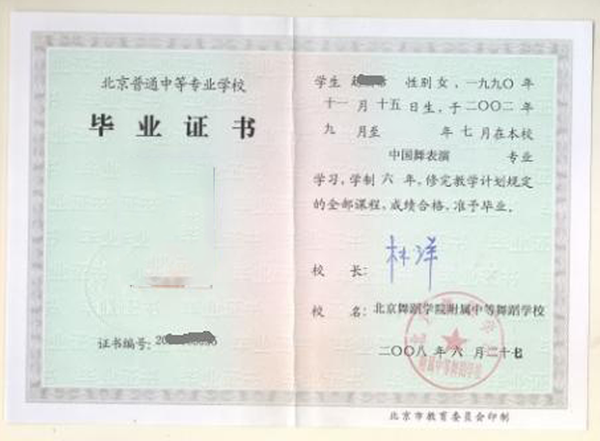 北京普通中等专业学校
毕业证书
证书编号:20
学生 性别女,一九九〇年
十一月十五日生,于二〇〇二年
九月至 年七月在本校
中国舞表演 专业
学习,学制六年,修完教学计划规定
的全部课程,成绩合格,准予毕业。
校 长: 林洋
校 名: 北京舞蹈学院附属中等舞蹈学校
二〇〇八年六月二十七
北京市教育委员会印制